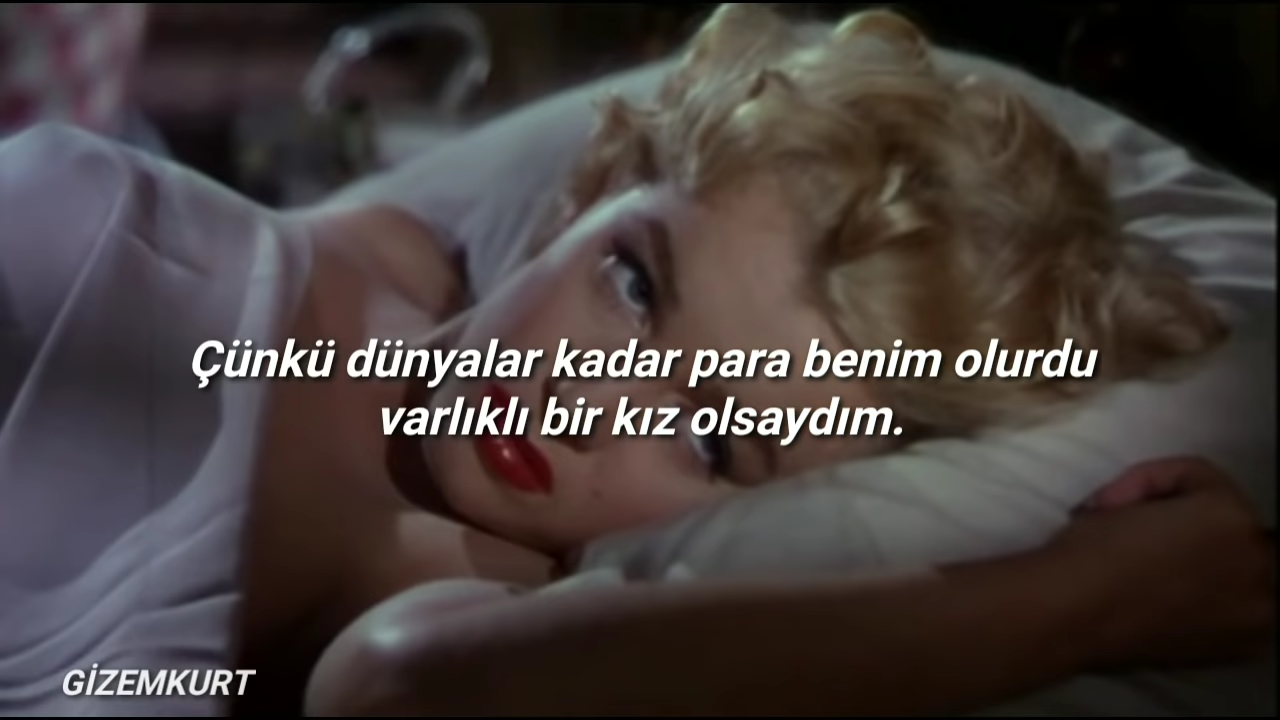 Çünkü dünyalar kadar para benim olurdu
varlıklı bir kız olsaydım.
GİZEMKURT